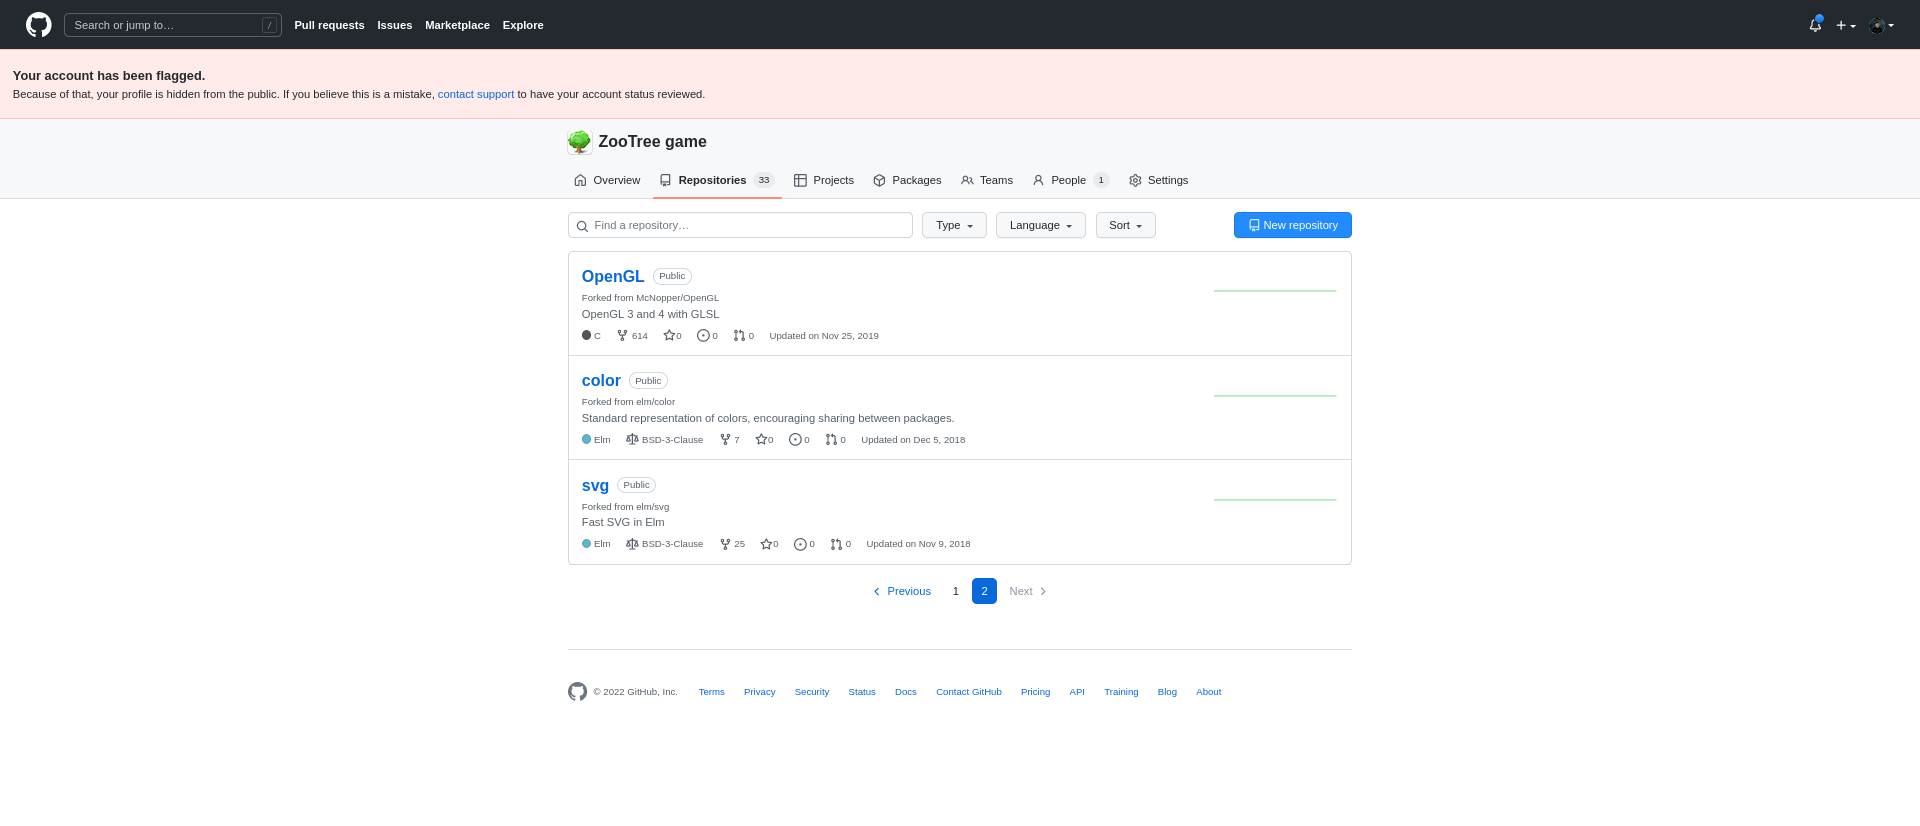 Search or jump to… /
Pull requests Issues Marketplace Explore
Your account has been flagged.
Because of that, your profile is hidden from the public. If you believe this is a mistake, contact support to have your account status reviewed.
ZooTree game
Overview Repositories 33 Projects Packages Teams People 1 Settings
Find a repository… Type Language Sort New repository
OpenGL Public
Forked from McNopper/OpenGL
OpenGL 3 and 4 with GLSL
C 614 0 0 0 Updated on Nov 25, 2019
color Public
Forked from elm/color
Standard representation of colors, encouraging sharing between packages.
Elm BSD-3-Clause 7 0 0 0 Updated on Dec 5, 2018
svg Public
Forked from elm/svg
Fast SVG in Elm
Elm BSD-3-Clause 25 0 0 0 Updated on Nov 9, 2018
Previous 1 2 Next
© 2022 GitHub, Inc. Terms Privacy Security Status Docs Contact GitHub Pricing API Training Blog About